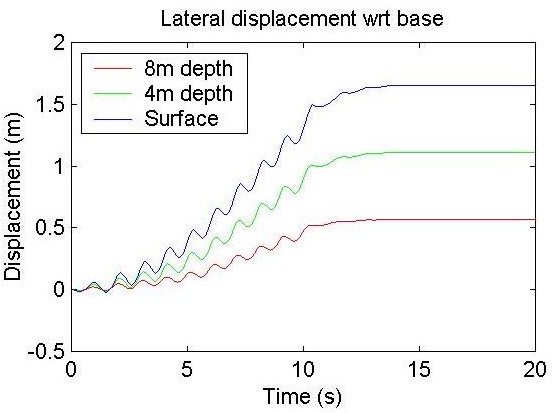 Lateral displacement wrt base
2
1.5
1
0.5
0
-0.5
Displacement (m)
8m depth
4m depth
Surface
0 5 10 15 20
Time (s)